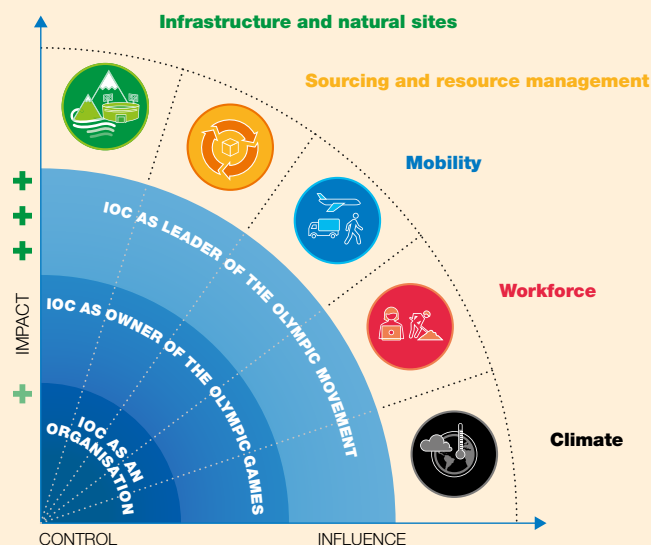 Infrastructure and natural sites
Sourcing and resource management
Mobility
Workforce
Climate
+
+
+
IMPACT
+
IOC AS LEADER OF THE OLYMPIC MOVEMENT
IOC AS OWNER OF THE OLYMPIC GAMES
IOC AS AN
ORGANISATION
CONTROL
INFLUENCE